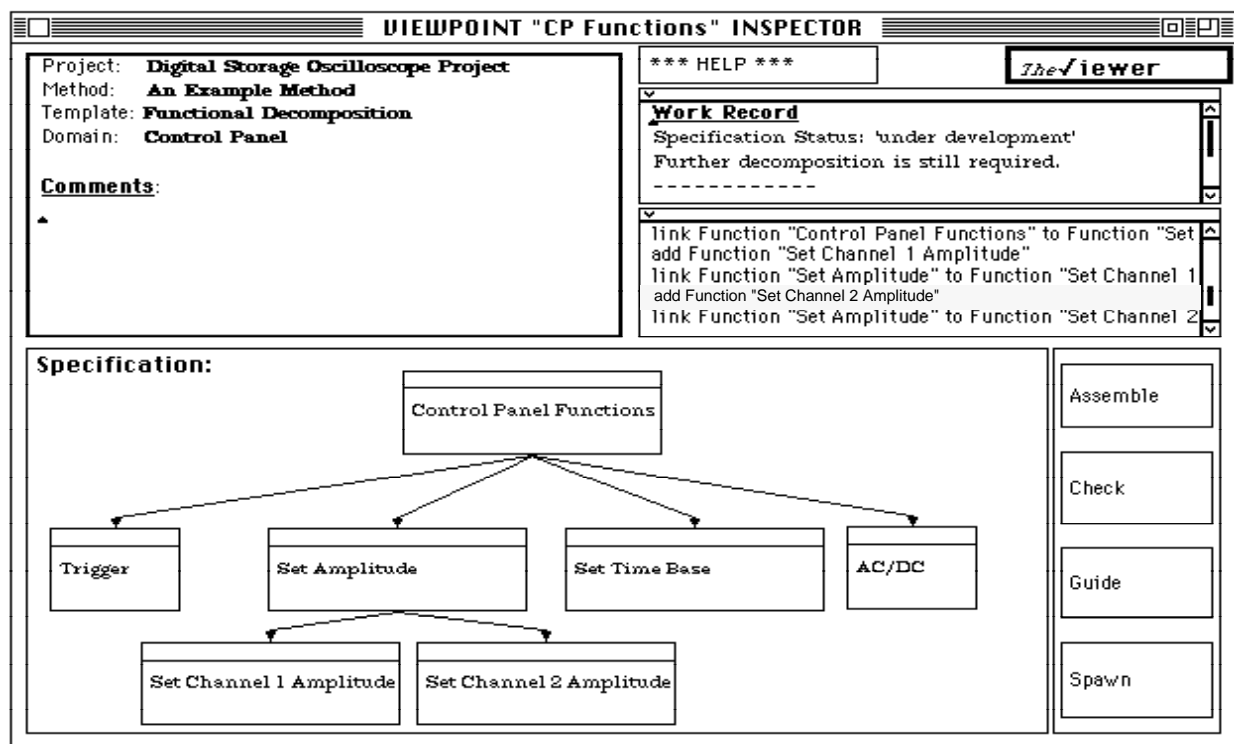 VIEWPOINT "CP Functions" INSPECTOR
Project: Digital Storage Oscilloscope Project
Method: An Example Method
Template: Functional Decomposition
Domain: Control Panel
Comments:
*** HELP ***
The√iewer
Work Record
Specification Status: 'under development'
Further decomposition is still required.
------------
link Function "Control Panel Functions" to Function "Set
add Function "Set Channel 1 Amplitude"
link Function "Set Amplitude" to Function "Set Channel 1
add Function "Set Channel 2 Amplitude"
link Function "Set Amplitude" to Function "Set Channel 2
Specification:
Control Panel Functions
Trigger
Set Amplitude
Set Time Base
AC/DC
Set Channel 1 Amplitude
Set Channel 2 Amplitude
Assemble
Check
Guide
Spawn